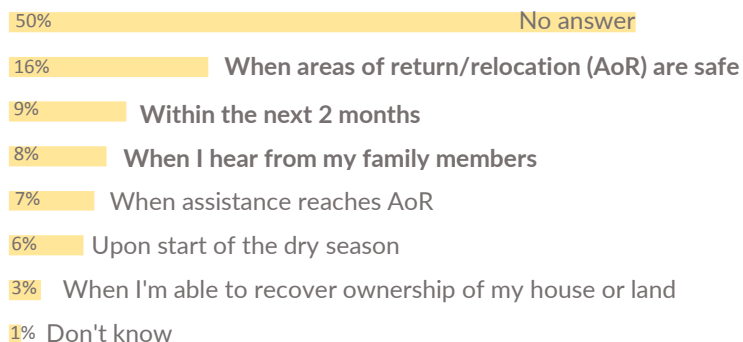 50% No answer
16% When areas of return/relocation (AoR) are safe
9% Within the next 2 months
8% When I hear from my family members
7% When assistance reaches AoR
6% Upon start of the dry season
3% When I'm able to recover ownership of my house or land
1% Don't know